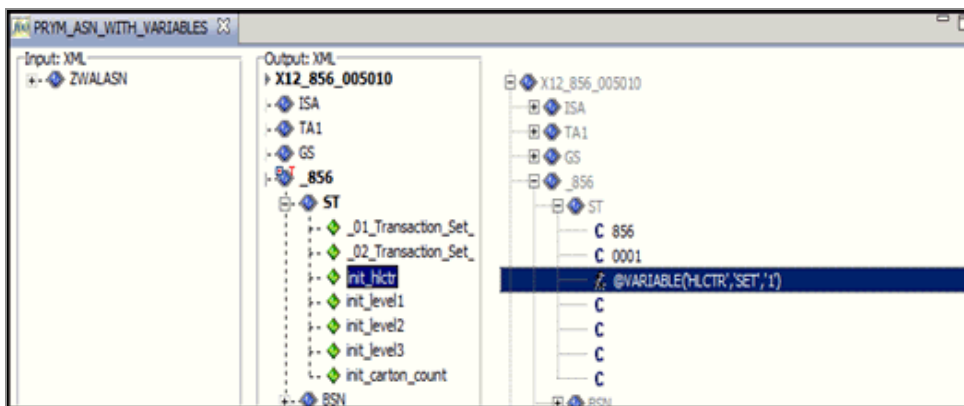 PRYM_ASN_WITH_VARIABLES
Input: XML
ZWALASN
Output: XML
X12_856_005010
ISA
TA1
GS
_856
ST
_01_Transaction_Set_
_02_Transaction_Set_
init_hlctr
init_level1
init_level2
init_level3
init_carton_count
BSN
X12_856_005010
ISA
TA1
GS
_856
ST
C 856
C 0001
@VARIABLE('HLCTR','SET','1')
C
C
C
C
BSN